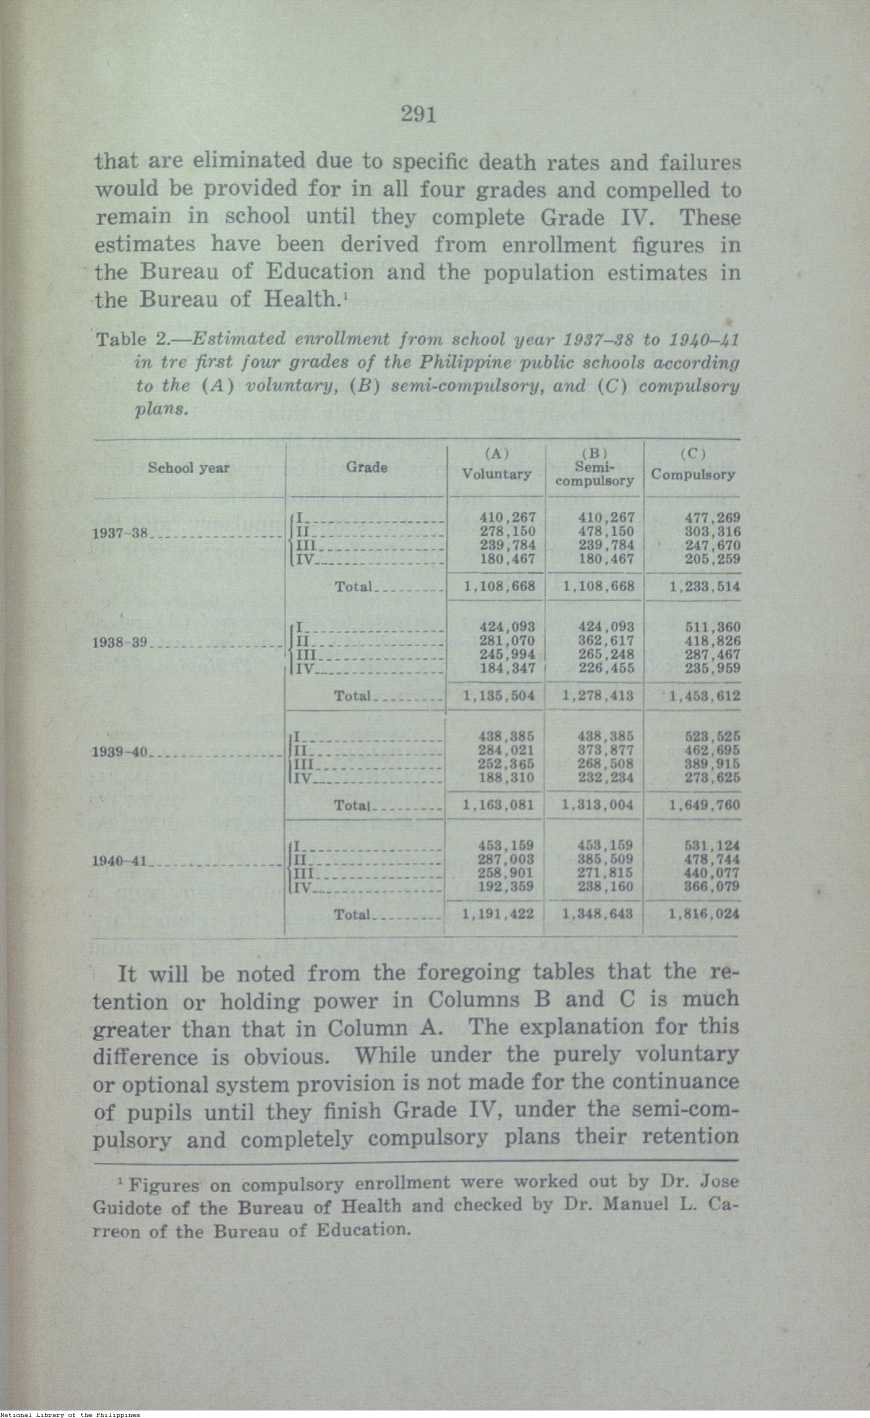 291
that are eliminated due to specific death rates and failures
would be provided for in all four grades and compelled to
remain in school until they complete Grade IV. These
estimates have been derived from enrollment figures in
the Bureau of Education and the population estimates in
the Bureau of Health.¹
Table 2.—Estimated enrollment from school year 1937–38 to 1940–41
in tre first four grades of the Philippine public schools according
to the (A) voluntary, (B) semi-compulsory, and (C) compulsory
plans.
School year Grade (A) Voluntary (B) Semi-compulsory (C) Compulsory
1937–38
I 410,267 410,267 477,269
II 278,150 478,150 303,316
III 239,784 239,784 247,670
IV 180,467 180,467 205,259
Total 1,108,668 1,108,668 1,233,514
1938–39
I 424,093 424,093 511,360
II 281,070 362,617 418,826
III 245,994 265,248 287,467
IV 184,347 226,455 235,959
Total 1,135,504 1,278,413 1,453,612
1939–40
I 438,385 438,385 523,525
II 284,021 373,877 462,695
III 252,365 268,508 389,915
IV 188,310 232,234 273,625
Total 1,163,081 1,313,004 1,649,760
1940–41
I 453,159 453,159 531,124
II 287,003 385,509 478,744
III 258,901 271,815 440,077
IV 192,359 238,160 366,079
Total 1,191,422 1,348,643 1,816,024
It will be noted from the foregoing tables that the re-
tention or holding power in Columns B and C is much
greater than that in Column A. The explanation for this
difference is obvious. While under the purely voluntary
or optional system provision is not made for the continuance
of pupils until they finish Grade IV, under the semi-com-
pulsory and completely compulsory plans their retention
¹ Figures on compulsory enrollment were worked out by Dr. Jose
Guidote of the Bureau of Health and checked by Dr. Manuel L. Ca-
rreon of the Bureau of Education.
National Library of the Philippines